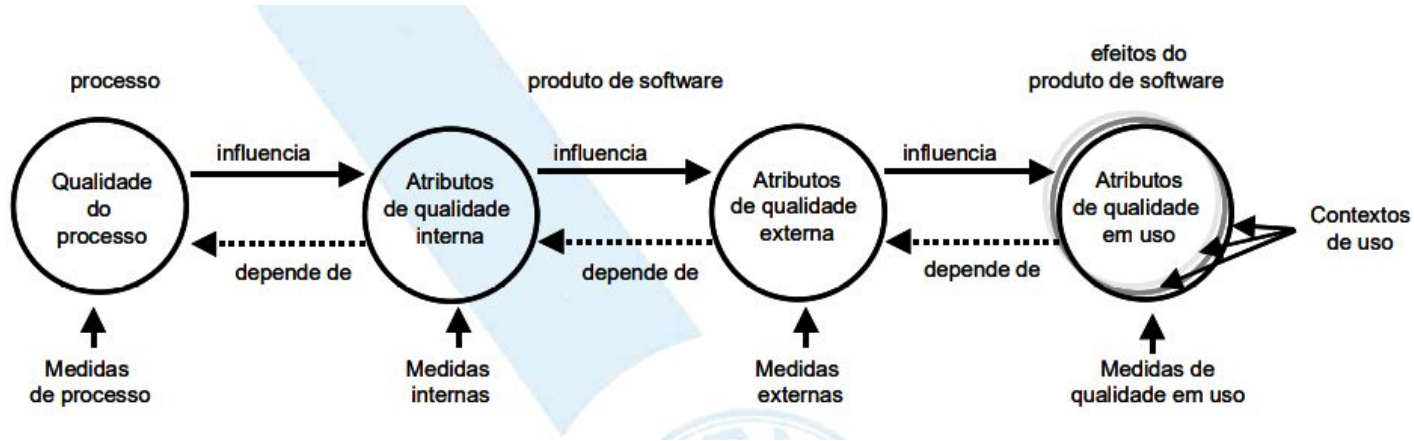 processo
produto de software
efeitos do
produto de software
Qualidade
do
processo
influencia
depende de
Atributos
de qualidade
interna
influencia
depende de
Atributos
de qualidade
externa
influencia
depende de
Atributos
de qualidade
em uso
Contextos
de uso
Medidas
de processo
Medidas
internas
Medidas
externas
Medidas de
qualidade em uso